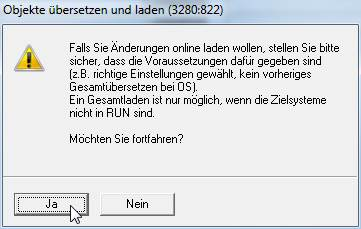 Objekte übersetzen und laden (3280:822)
Falls Sie Änderungen online laden wollen, stellen Sie bitte
sicher, dass die Voraussetzungen dafür gegeben sind
(z.B. richtige Einstellungen gewählt, kein vorheriges
Gesamtübersetzen bei OS).
Ein Gesamtladen ist nur möglich, wenn die Zielsysteme
nicht in RUN sind.
Möchten Sie fortfahren?
Ja Nein